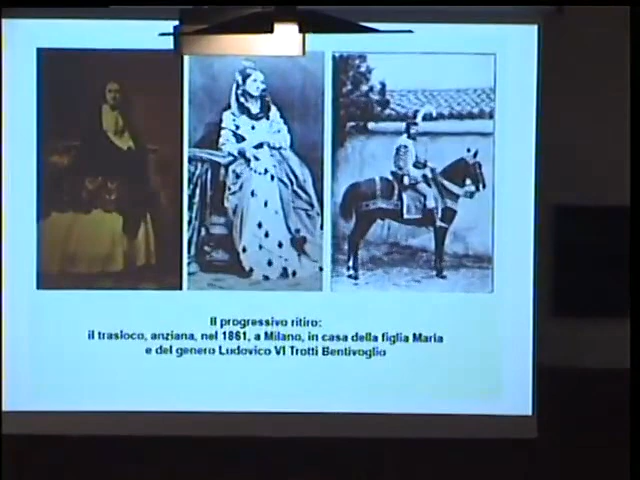 Il progressivo ritiro:
il trasloco, anziana, nel 1861, a Milano, in casa della figlia Maria
e del genero Ludovico VI Trotti Bentivoglio